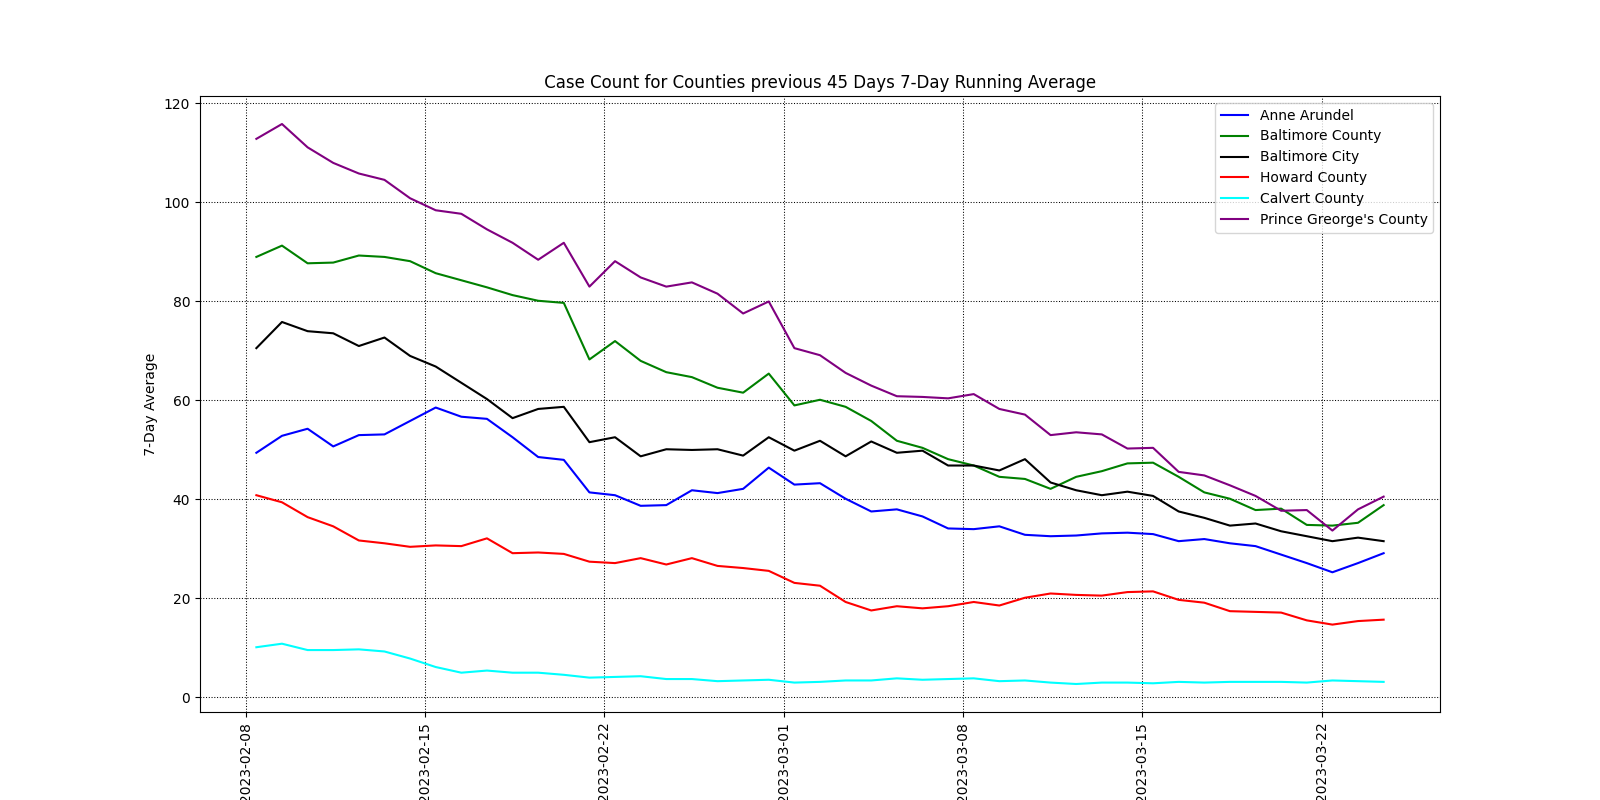 Case Count for Counties previous 45 Days 7-Day Running Average
120
100
80
60
40
20
0
7-Day Average
Anne Arundel
Baltimore County
Baltimore City
Howard County
Calvert County
Prince Greorge's County
2023-02-08
2023-02-15
2023-02-22
2023-03-01
2023-03-08
2023-03-15
2023-03-22